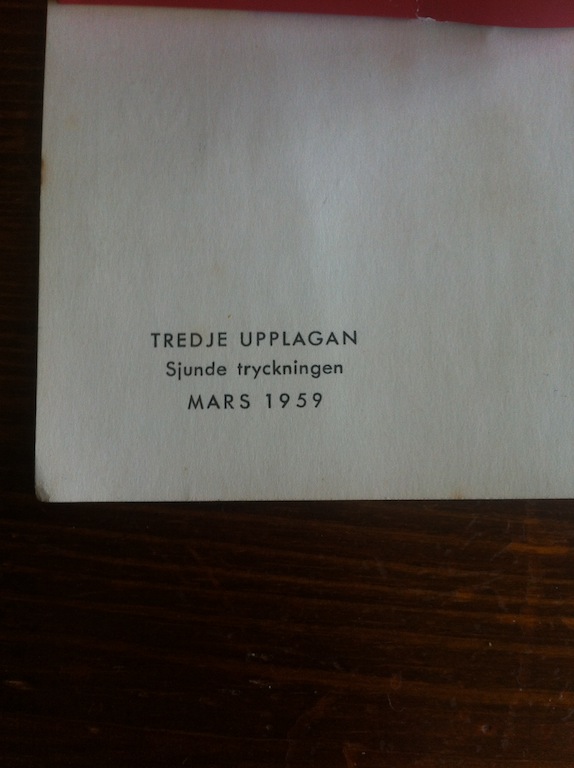 TREDJE UPPLAGAN
Sjunde tryckningen
MARS 1959